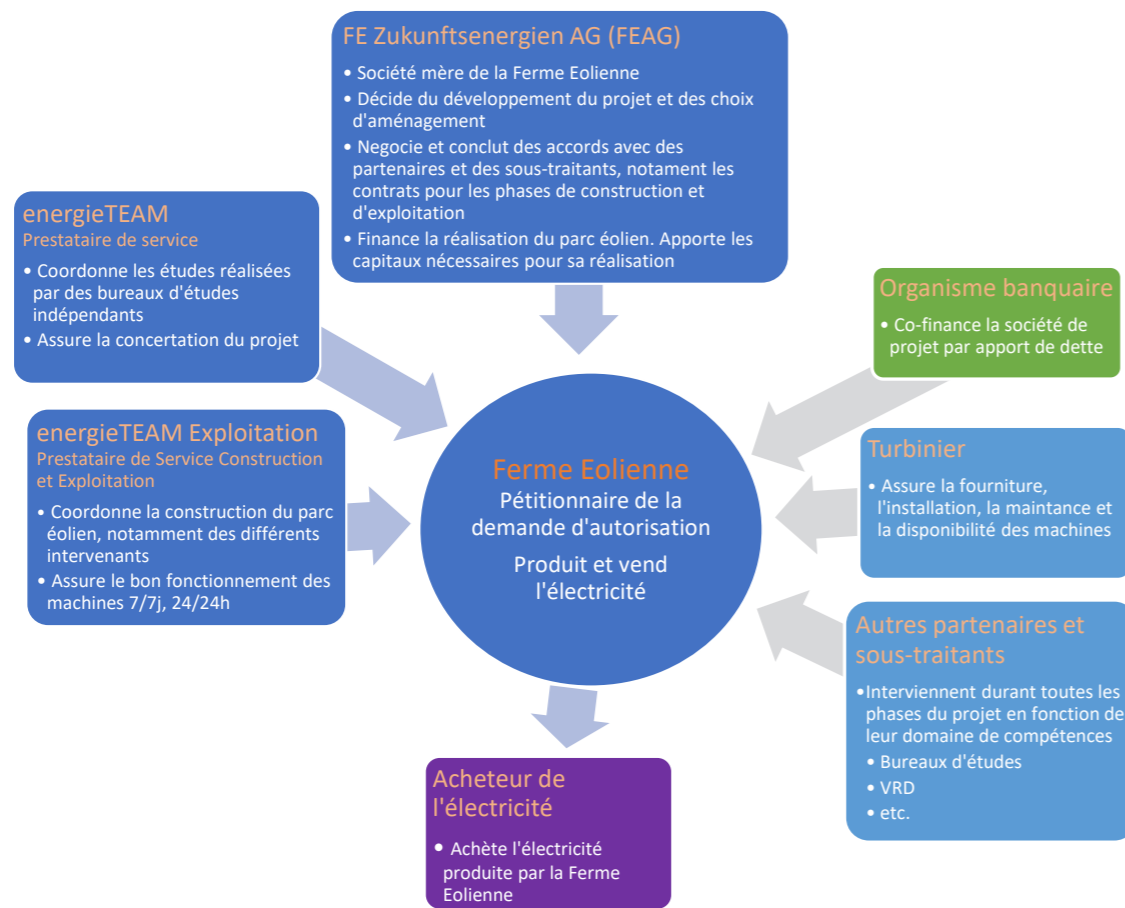 FE Zukunftsenergien AG (FEAG)
• Société mère de la Ferme Eolienne
• Décide du développement du projet et des choix
d'aménagement
• Negocie et conclut des accords avec des
partenaires et des sous-traitants, notament les
contrats pour les phases de construction et
d'exploitation
• Finance la réalisation du parc éolien. Apporte les
capitaux nécessaires pour sa réalisation
energieTEAM
Prestataire de service
• Coordonne les études réalisées
par des bureaux d'études
indépendants
• Assure la concertation du projet
Organisme banquaire
• Co-finance la société de
projet par apport de dette
energieTEAM Exploitation
Prestataire de Service Construction
et Exploitation
• Coordonne la construction du parc
éolien, notamment des différents
intervenants
• Assure le bon fonctionnement des
machines 7/7j, 24/24h
Ferme Eolienne
Pétitionnaire de la
demande d'autorisation
Produit et vend
l'électricité
Turbinier
• Assure la fourniture,
l'installation, la maintance et
la disponibilité des machines
Autres partenaires et
sous-traitants
•Interviennent durant toutes les
phases du projet en fonction de
leur domaine de compétences
• Bureaux d'études
• VRD
• etc.
Acheteur de
l'électricité
• Achète l'électricité
produite par la Ferme
Eolienne